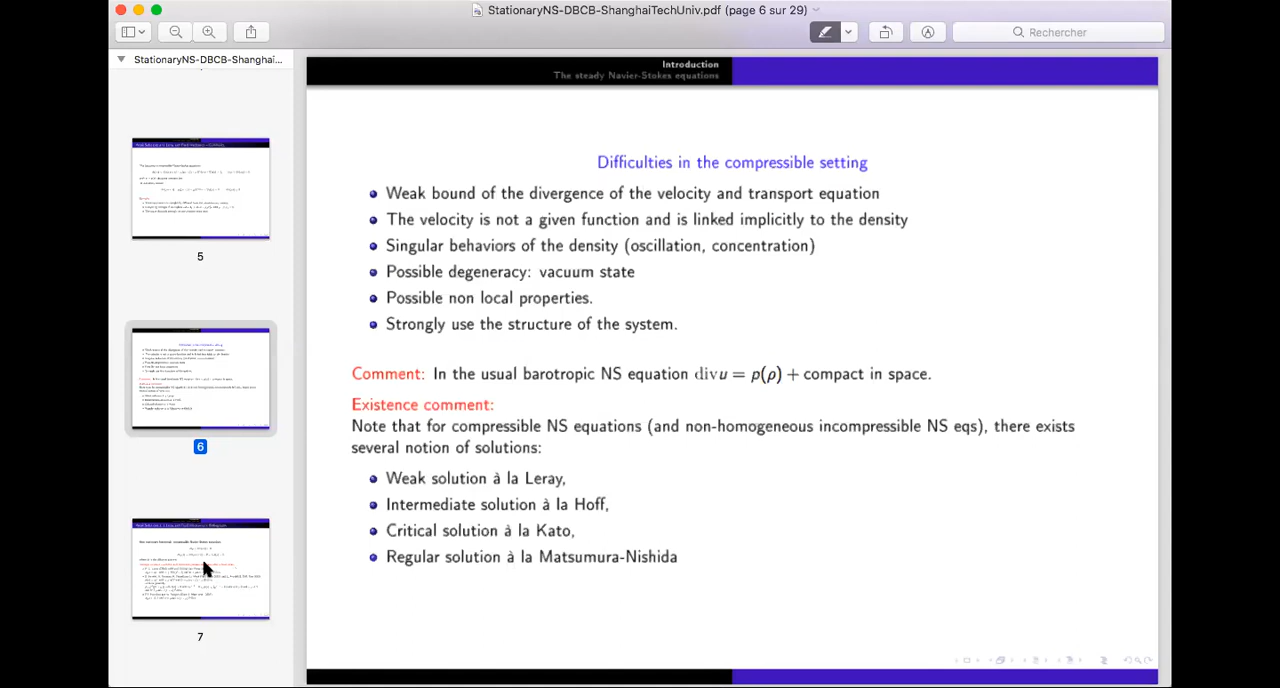 StationaryNS-DBCB-ShanghaiTechUniv.pdf (page 6 sur 29)
Rechercher
StationaryNS-DBCB-Shanghai...
5
6
7
Introduction
The steady Navier-Stokes equations
Difficulties in the compressible setting
Weak bound of the divergence of the velocity and transport equation
The velocity is not a given function and is linked implicitly to the density
Singular behaviors of the density (oscillation, concentration)
Possible degeneracy: vacuum state
Possible non local properties.
Strongly use the structure of the system.
Comment: In the usual barotropic NS equation divu = p(ρ) + compact in space.
Existence comment:
Note that for compressible NS equations (and non-homogeneous incompressible NS eqs), there exists
several notion of solutions:
Weak solution à la Leray,
Intermediate solution à la Hoff,
Critical solution à la Kato,
Regular solution à la Matsumura-Nishida